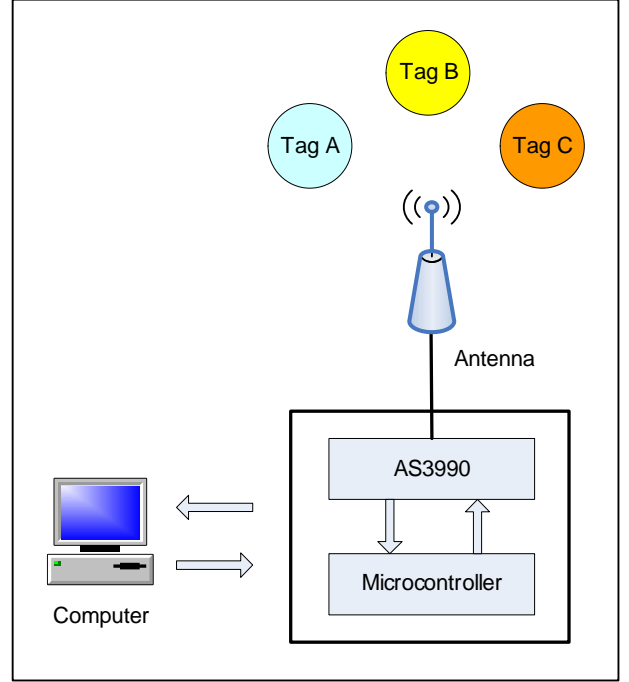 Tag B
Tag A
Tag C
Antenna
AS3990
Microcontroller
Computer